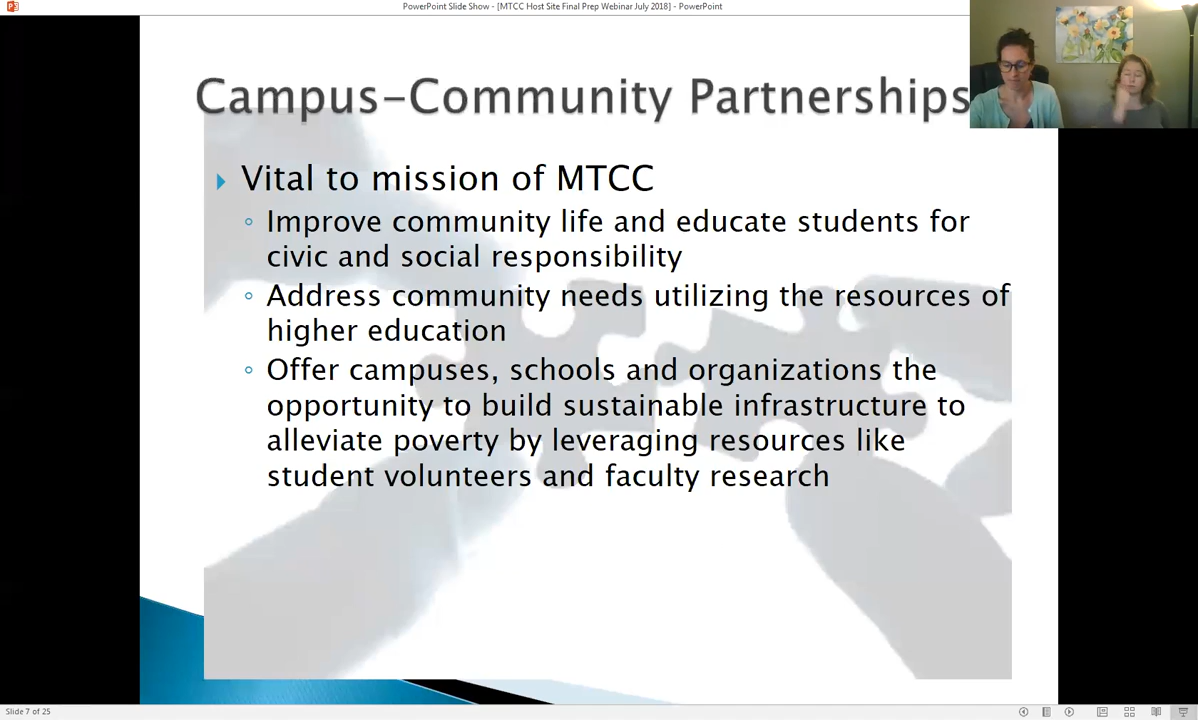 PowerPoint Slide Show - [MTCC Host Site Final Prep Webinar July 2018] - PowerPoint
Campus-Community Partnerships
Vital to mission of MTCC
Improve community life and educate students for
civic and social responsibility
Address community needs utilizing the resources of
higher education
Offer campuses, schools and organizations the
opportunity to build sustainable infrastructure to
alleviate poverty by leveraging resources like
student volunteers and faculty research
Slide 7 of 25